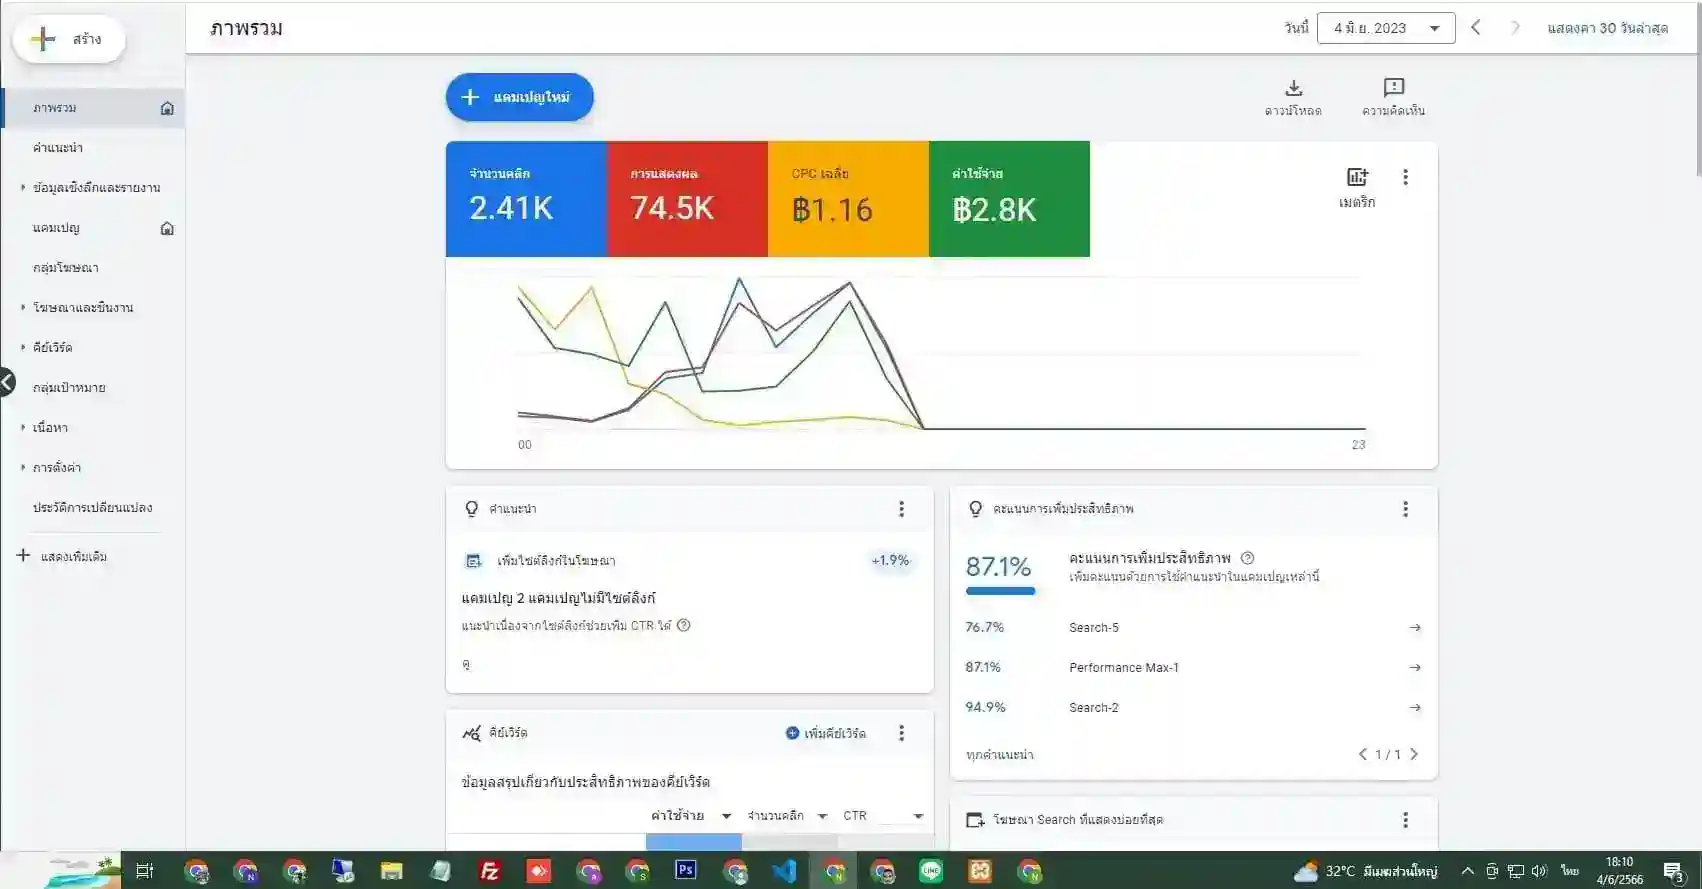 สร้าง
ภาพรวม
วันนี้
4 มิ.ย. 2023
แสดงค่า 30 วันล่าสุด
ภาพรวม
คำแนะนำ
ข้อมูลเชิงลึกและรายงาน
แคมเปญ
กลุ่มโฆษณา
โฆษณาและชิ้นงาน
คีย์เวิร์ด
กลุ่มเป้าหมาย
เนื้อหา
การตั้งค่า
ประวัติการเปลี่ยนแปลง
แสดงเพิ่มเติม
แคมเปญใหม่
ดาวน์โหลด
ความคิดเห็น
จำนวนคลิก
2.41K
การแสดงผล
74.5K
CPC เฉลี่ย
฿1.16
ค่าใช้จ่าย
฿2.8K
เมตริก
00
23
คำแนะนำ
เพิ่มไซต์ลิงก์ในโฆษณา
+1.9%
แคมเปญ 2 แคมเปญไม่มีไซต์ลิงก์
แนะนำเนื่องจากไซต์ลิงก์ช่วยเพิ่ม CTR ได้
ดู
คะแนนการเพิ่มประสิทธิภาพ
87.1%
คะแนนการเพิ่มประสิทธิภาพ
เพิ่มคะแนนด้วยการใช้คำแนะนำในแคมเปญเหล่านี้
76.7%
Search-5
87.1%
Performance Max-1
94.9%
Search-2
ทุกคำแนะนำ
1 / 1
คีย์เวิร์ด
เพิ่มคีย์เวิร์ด
ข้อมูลสรุปเกี่ยวกับประสิทธิภาพของคีย์เวิร์ด
ค่าใช้จ่าย
จำนวนคลิก
CTR
โฆษณา Search ที่แสดงบ่อยที่สุด
Ps
LINE
32°C มีเมฆส่วนใหญ่
ไทย
18:10
4/6/2566
3